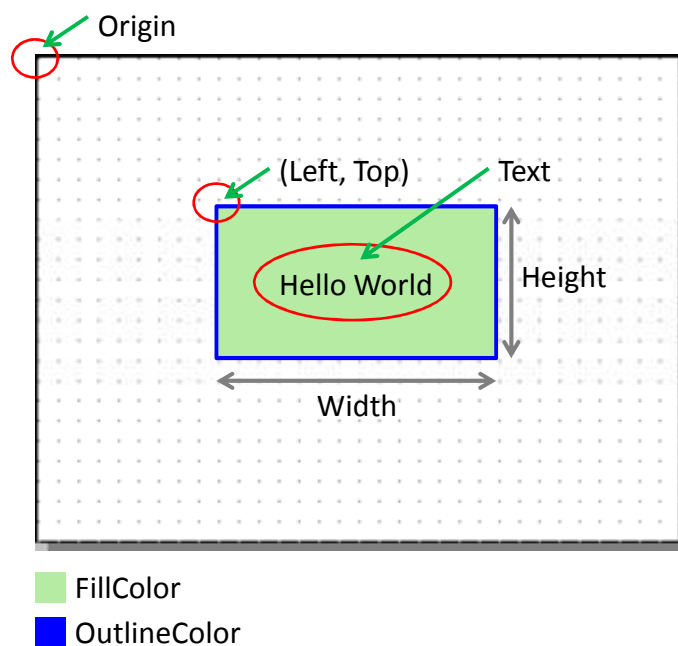 Origin
(Left, Top)
Text
Hello World
Height
Width
FillColor
OutlineColor